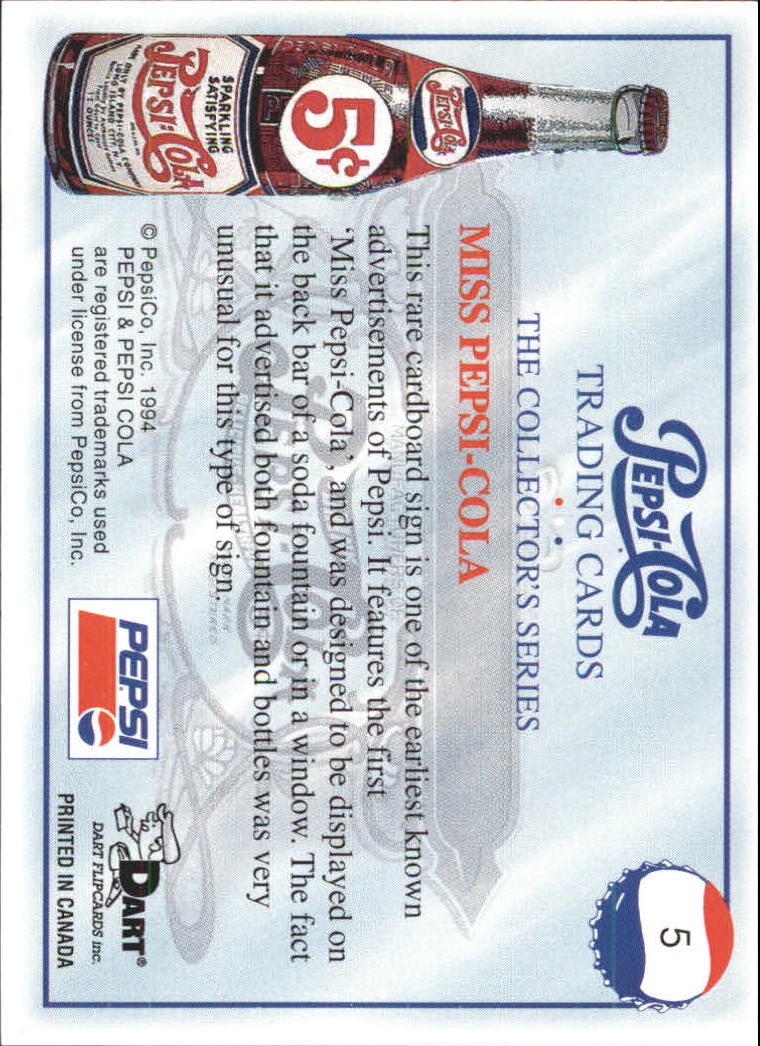 PEPSI-COLA
TRADING CARDS
THE COLLECTOR'S SERIES
5
MISS PEPSI-COLA
This rare cardboard sign is one of the earliest known
advertisements of Pepsi. It features the first
'Miss Pepsi-Cola', and was designed to be displayed on
the back bar of a soda fountain or in a window. The fact
that it advertised both fountain and bottles was very
unusual for this type of sign.
PEPSI-COLA
5¢
SPARKLING
SATISFYING
PEPSI-COLA
© PepsiCo, Inc. 1994
PEPSI & PEPSI COLA
are registered trademarks used
under license from PepsiCo, Inc.
PEPSI
DART®
DART FLIPCARDS inc.
PRINTED IN CANADA